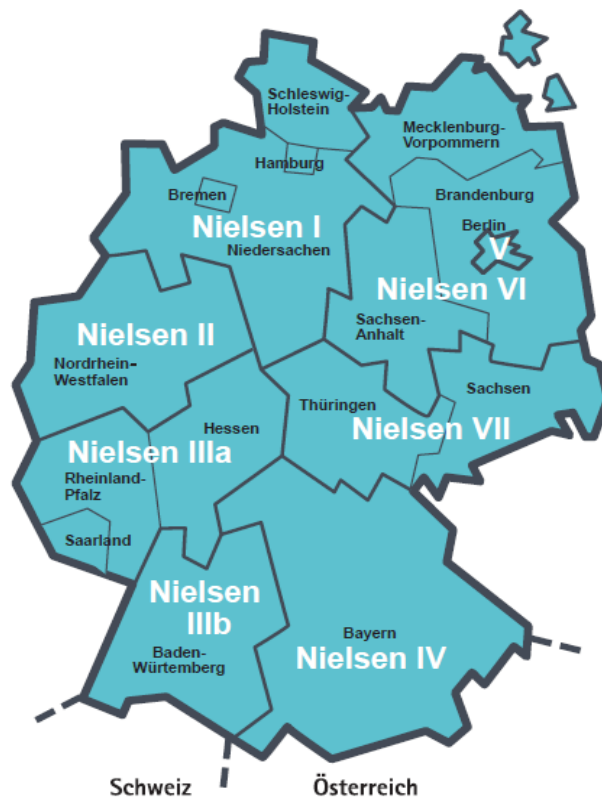 Schleswig-
Holstein
Mecklenburg-
Vorpommern
Hamburg
Bremen
Brandenburg
Nielsen I
Berlin
V
Niedersachen
Nielsen VI
Nielsen II
Sachsen-
Anhalt
Nordrhein-
Westfalen
Sachsen
Thüringen
Hessen
Nielsen VII
Nielsen IIIa
Rheinland-
Pfalz
Saarland
Nielsen
IIIb
Bayern
Nielsen IV
Baden-
Würtemberg
Schweiz
Österreich